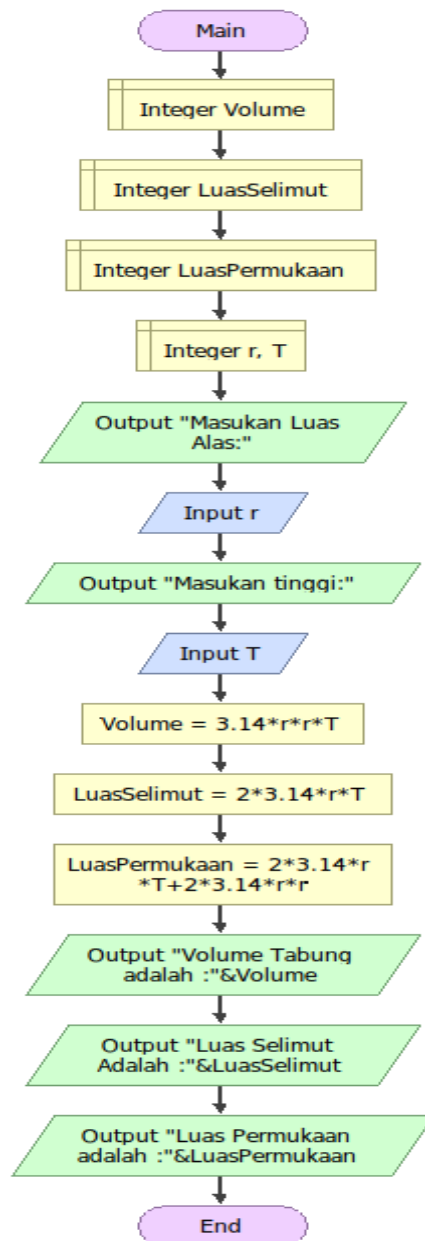 Main
Integer Volume
Integer LuasSelimut
Integer LuasPermukaan
Integer r, T
Output "Masukan Luas
Alas:"
Input r
Output "Masukan tinggi:"
Input T
Volume = 3.14*r*r*T
LuasSelimut = 2*3.14*r*T
LuasPermukaan = 2*3.14*r
*T+2*3.14*r*r
Output "Volume Tabung
adalah :"&Volume
Output "Luas Selimut
Adalah :"&LuasSelimut
Output "Luas Permukaan
adalah :"&LuasPermukaan
End